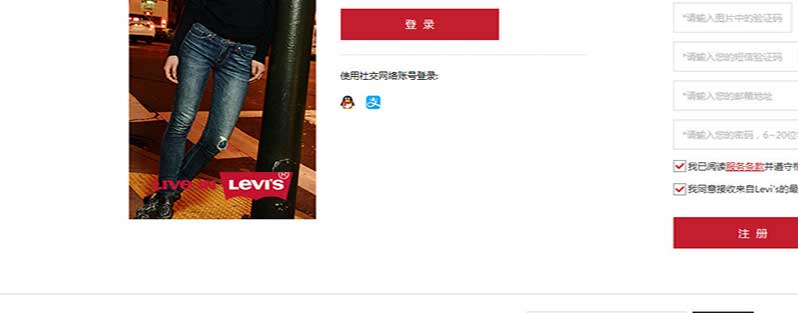 登 录
使用社交网络账号登录:
LIVE IN LEVI'S
*请输入图片中的验证码
*请输入您的短信验证码
*请输入您的邮箱地址
*请输入您的密码，6~20位
我已阅读服务条款并遵守
我同意接收来自Levi's的最
注 册